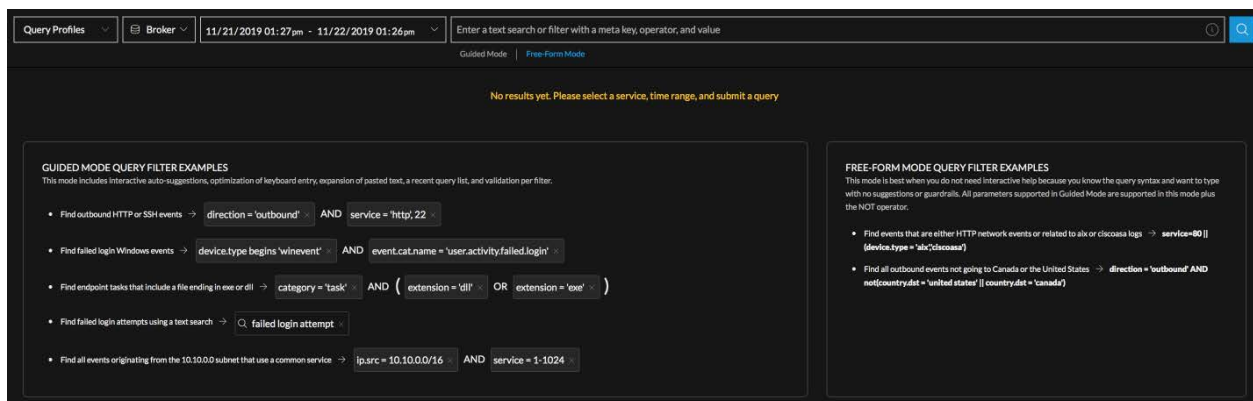 Query Profiles Broker 11/21/2019 01:27pm - 11/22/2019 01:26pm Enter a text search or filter with a meta key, operator, and value
Guided Mode | Free-Form Mode
No results yet. Please select a service, time range, and submit a query
GUIDED MODE QUERY FILTER EXAMPLES
This mode includes interactive auto-suggestions, optimization of keyboard entry, expansion of pasted text, a recent query list, and validation per filter.
• Find outbound HTTP or SSH events → direction = 'outbound' × AND service = 'http', 22 ×
• Find failed login Windows events → device.type begins 'winevent' × AND event.cat.name = 'user.activity.failed.login' ×
• Find endpoint tasks that include a file ending in exe or dll → category = 'task' × AND ( extension = 'dll' × OR extension = 'exe' × )
• Find failed login attempts using a text search → failed login attempt ×
• Find all events originating from the 10.10.0.0 subnet that use a common service → ip.src = 10.10.0.0/16 × AND service = 1-1024 ×
FREE-FORM MODE QUERY FILTER EXAMPLES
This mode is best when you do not need interactive help because you know the query syntax and want to type
with no suggestions or guardrails. All parameters supported in Guided Mode are supported in this mode plus
the NOT operator.
• Find events that are either HTTP network events or related to aix or ciscoasa logs → service=80 ||
(device.type = 'aix','ciscoasa')
• Find all outbound events not going to Canada or the United States → direction = 'outbound' AND
not(country.dst = 'united states' || country.dst = 'canada')